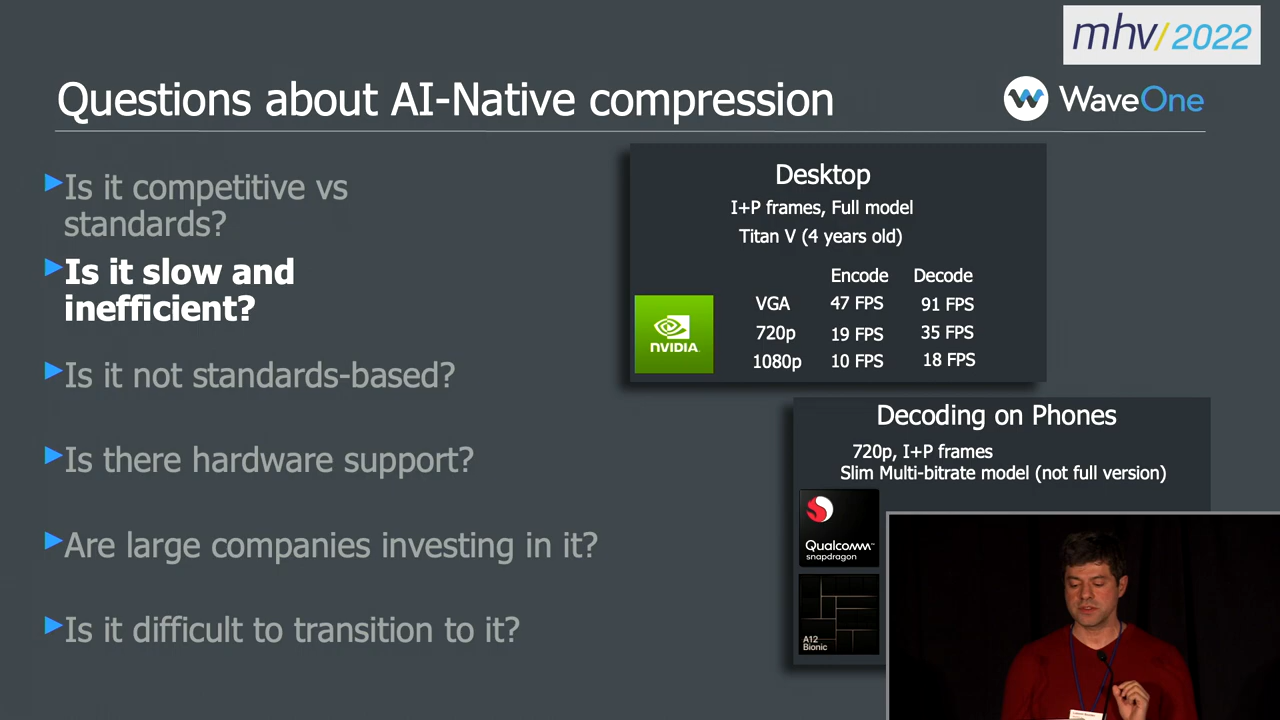 mhv/2022
Questions about AI-Native compression
WaveOne
Is it competitive vs
standards?
Is it slow and
inefficient?
Is it not standards-based?
Is there hardware support?
Are large companies investing in it?
Is it difficult to transition to it?
Desktop
I+P frames, Full model
Titan V (4 years old)
Encode Decode
VGA 47 FPS 91 FPS
720p 19 FPS 35 FPS
1080p 10 FPS 18 FPS
NVIDIA.
Decoding on Phones
720p, I+P frames
Slim Multi-bitrate model (not full version)
Qualcomm™
snapdragon
A12
Bionic